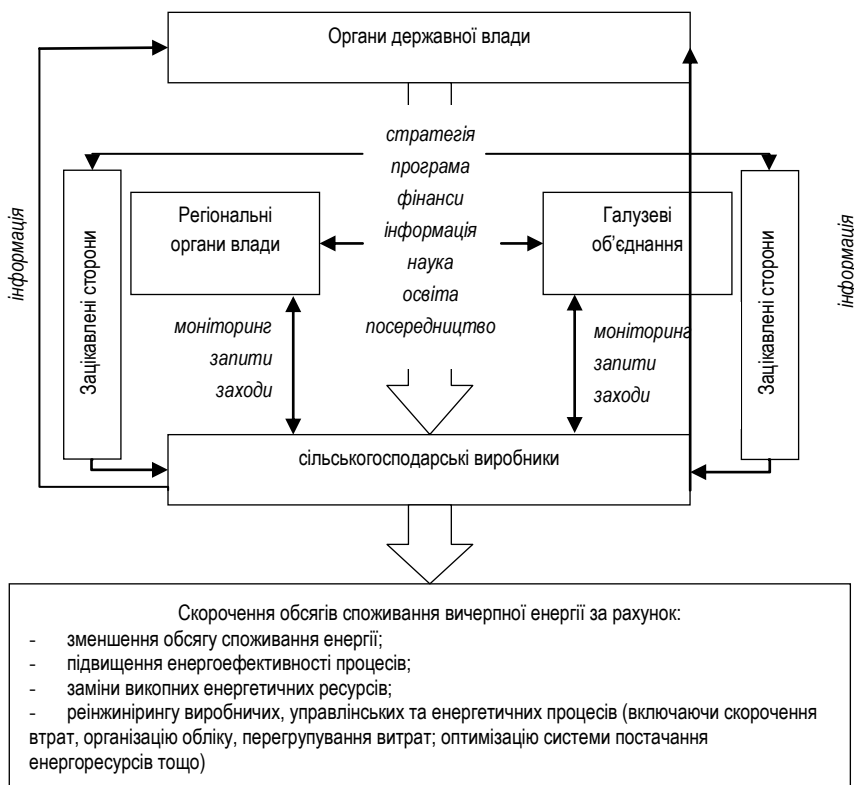 Органи державної влади
стратегія
програма
фінанси
інформація
наука
освіта
посередництво
інформація
Зацікавлені сторони
Регіональні
органи влади
Галузеві
об’єднання
Зацікавлені сторони
інформація
моніторинг
запити
заходи
моніторинг
запити
заходи
сільськогосподарські виробники
Скорочення обсягів споживання вичерпної енергії за рахунок:
- зменшення обсягу споживання енергії;
- підвищення енергоефективності процесів;
- заміни викопних енергетичних ресурсів;
- реінжинірингу виробничих, управлінських та енергетичних процесів (включаючи скорочення
втрат, організацію обліку, перегрупування витрат; оптимізацію системи постачання
енергоресурсів тощо)